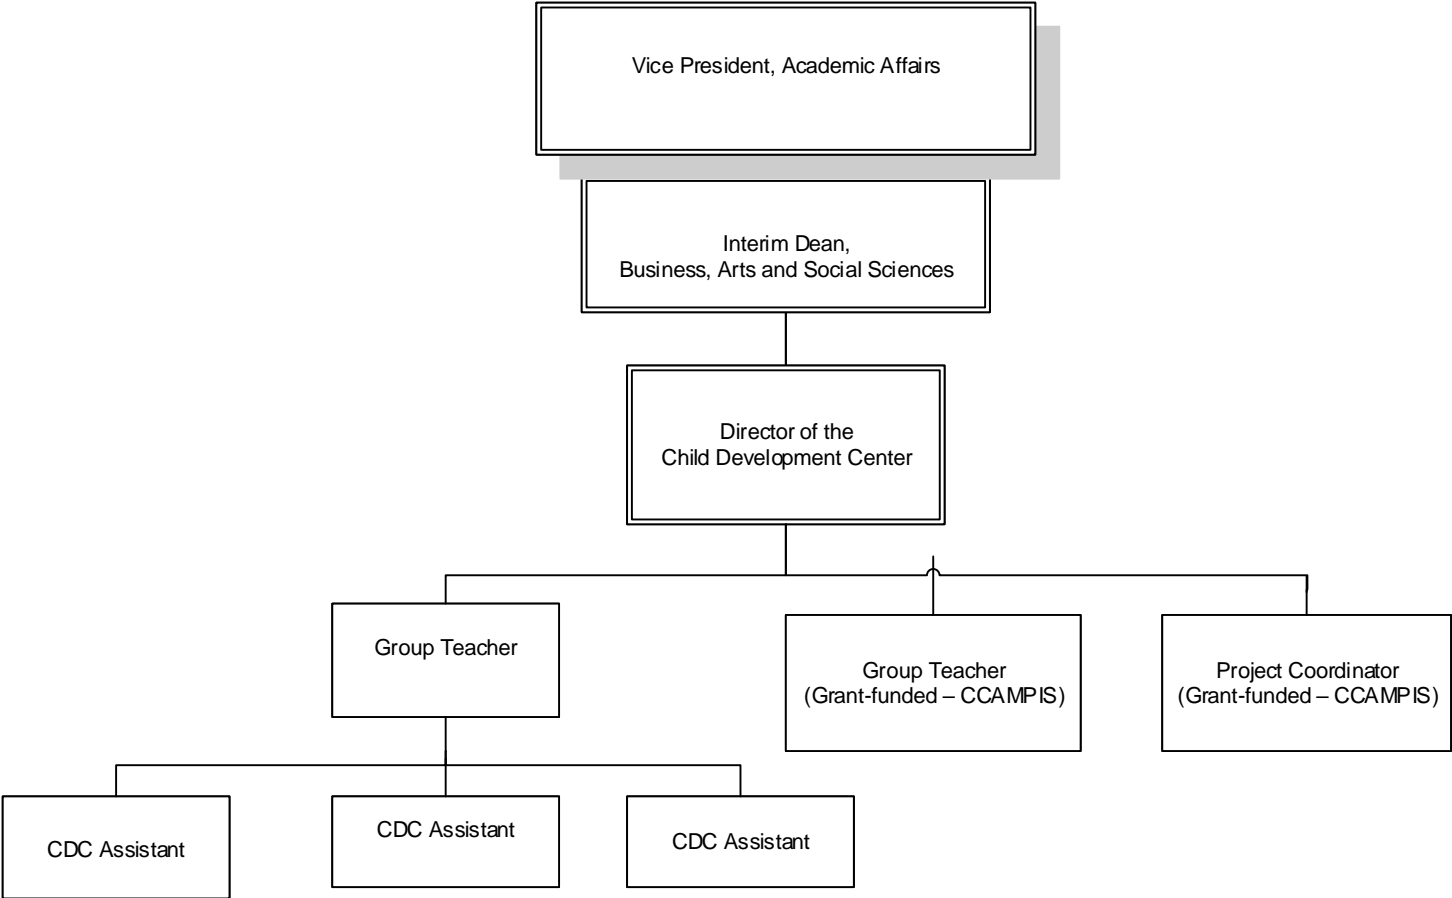 Vice President, Academic Affairs
Interim Dean,
Business, Arts and Social Sciences
Director of the
Child Development Center
Group Teacher
Group Teacher
(Grant-funded – CCAMPIS)
Project Coordinator
(Grant-funded – CCAMPIS)
CDC Assistant
CDC Assistant
CDC Assistant